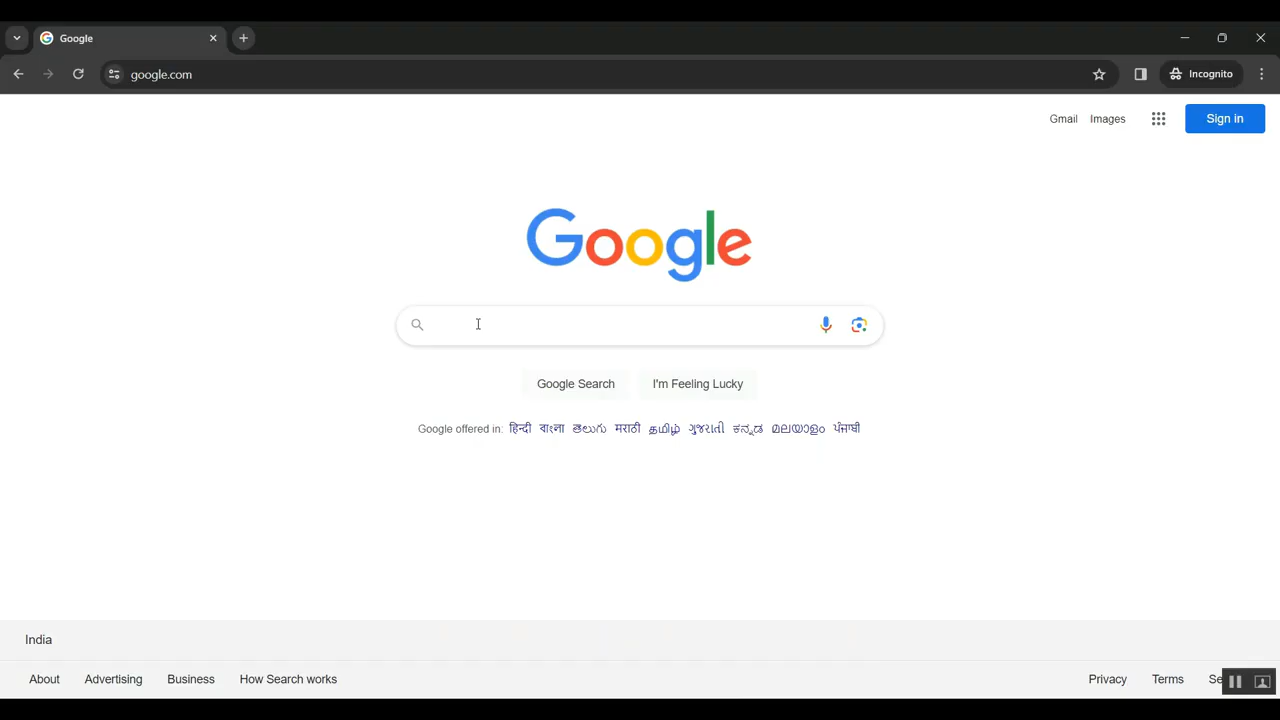 Google
google.com
Incognito
Gmail Images Sign in
Google
Google Search I'm Feeling Lucky
Google offered in: हिन्दी বাংলা తెలుగు मराठी தமிழ் ગુજરાતી ಕನ್ನಡ മലയാളം ਪੰਜਾਬੀ
India
About Advertising Business How Search works Privacy Terms